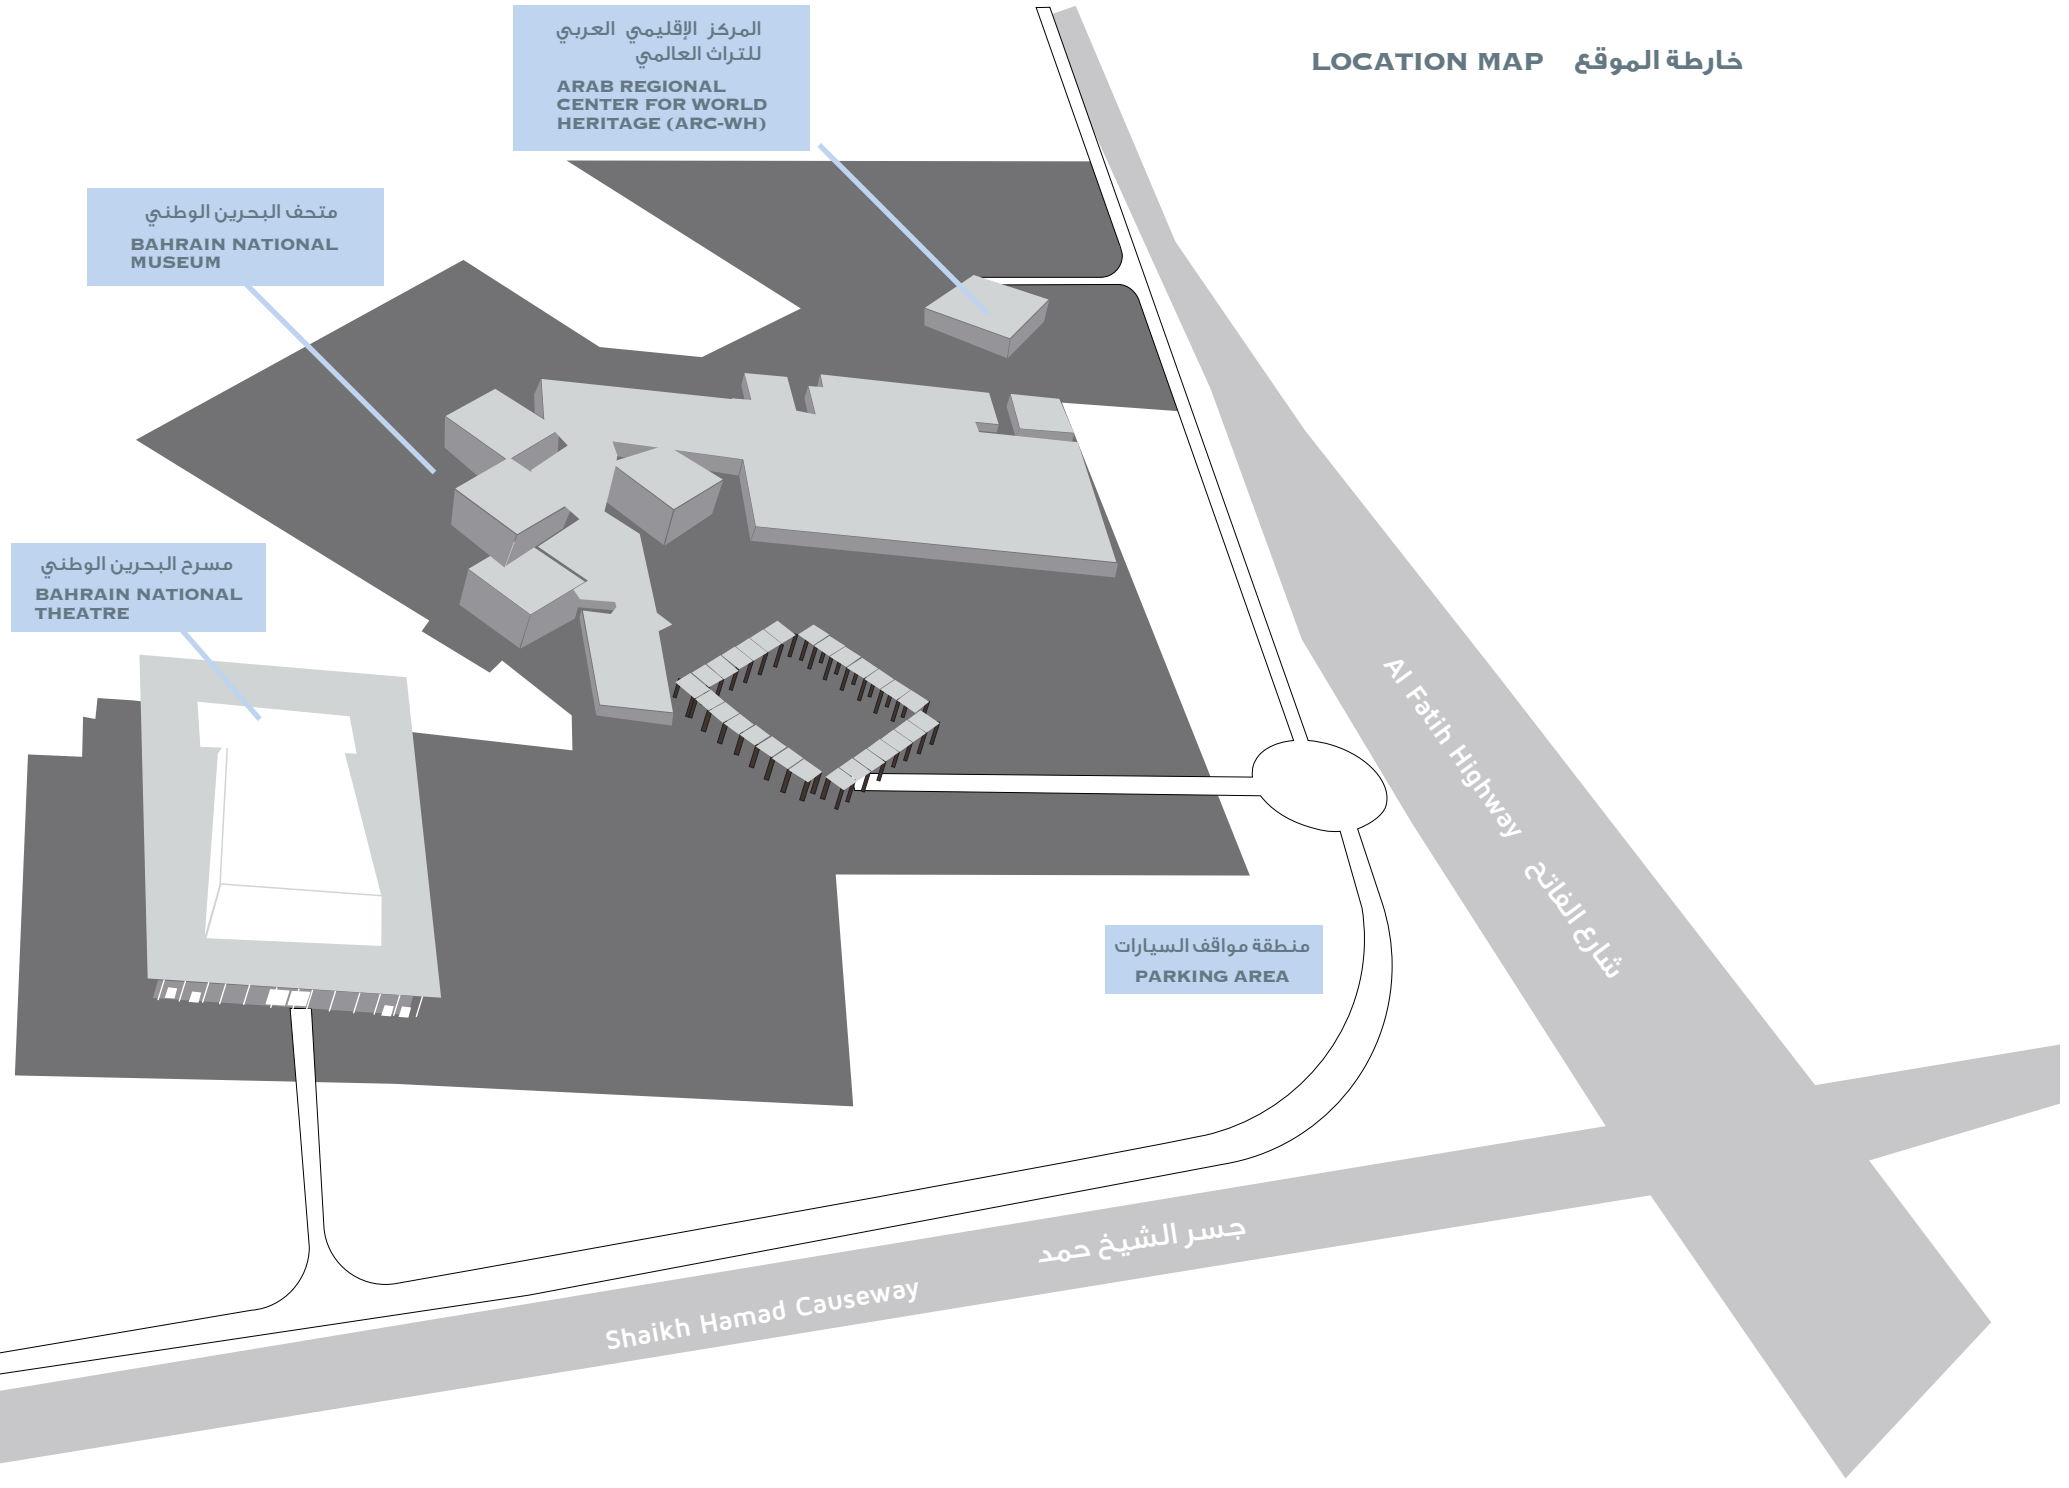 المركز الإقليمي العربي
للتراث العالمي
ARAB REGIONAL
CENTER FOR WORLD
HERITAGE (ARC-WH)
LOCATION MAP خارطة الموقع
متحف البحرين الوطني
BAHRAIN NATIONAL
MUSEUM
مسرح البحرين الوطني
BAHRAIN NATIONAL
THEATRE
Al Fatih Highway شارع الفاتح
منطقة مواقف السيارات
PARKING AREA
Shaikh Hamad Causeway جسر الشيخ حمد